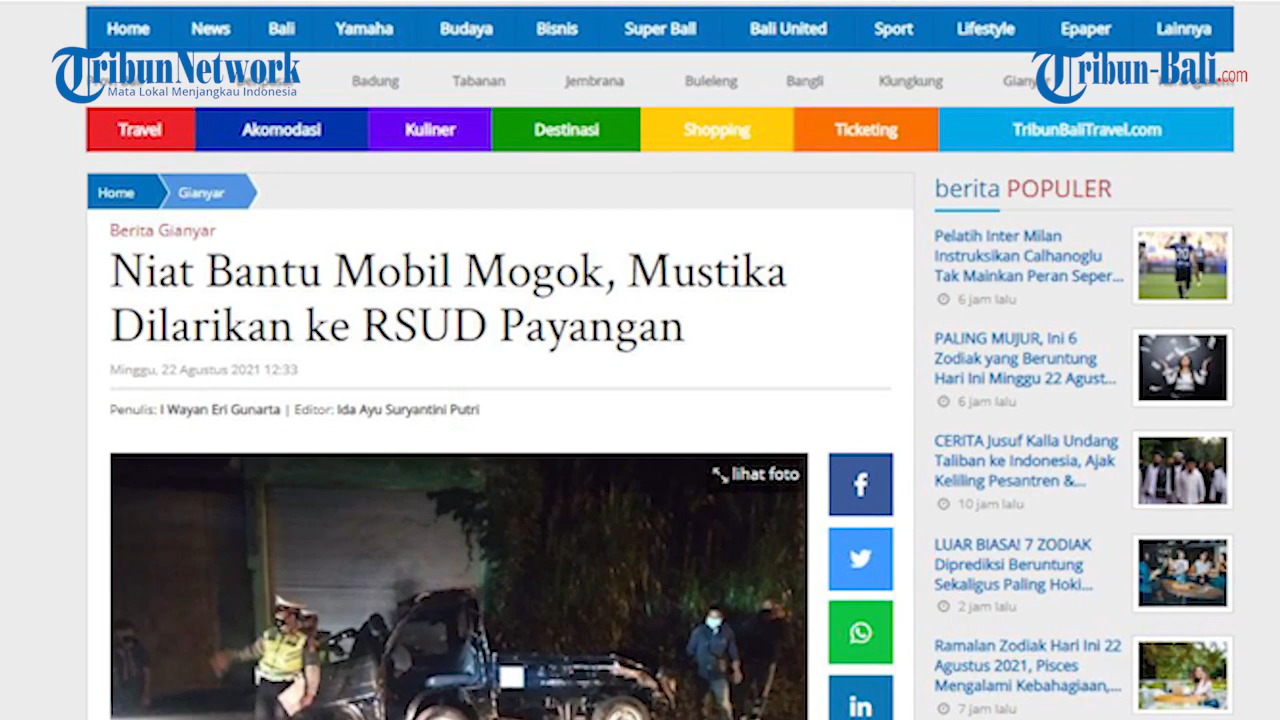 Home News Bali Yamaha Budaya Bisnis Super Ball Bali United Sport Lifestyle Epaper Lainnya
TribunNetwork
Mata Lokal Menjangkau Indonesia
Badung Tabanan Jembrana Buleleng Bangli Klungkung
Tribun-Bali.com
Travel Akomodasi Kuliner Destinasi Shopping Ticketing TribunBaliTravel.com
Home Gianyar
Berita Gianyar
Niat Bantu Mobil Mogok, Mustika
Dilarikan ke RSUD Payangan
Minggu, 22 Agustus 2021 12:33
Penulis: I Wayan Eri Gunarta | Editor: Ida Ayu Suryantini Putri
lihat foto
berita POPULER
Pelatih Inter Milan
Instruksikan Calhanoglu
Tak Mainkan Peran Seper...
6 jam lalu
PALING MUJUR, Ini 6
Zodiak yang Beruntung
Hari Ini Minggu 22 Agust...
6 jam lalu
CERITA Jusuf Kalla Undang
Taliban ke Indonesia, Ajak
Keliling Pesantren &...
10 jam lalu
LUAR BIASA! 7 ZODIAK
Diprediksi Beruntung
Sekaligus Paling Hoki...
2 jam lalu
Ramalan Zodiak Hari Ini 22
Agustus 2021, Pisces
Mengalami Kebahagiaan,...
7 jam lalu